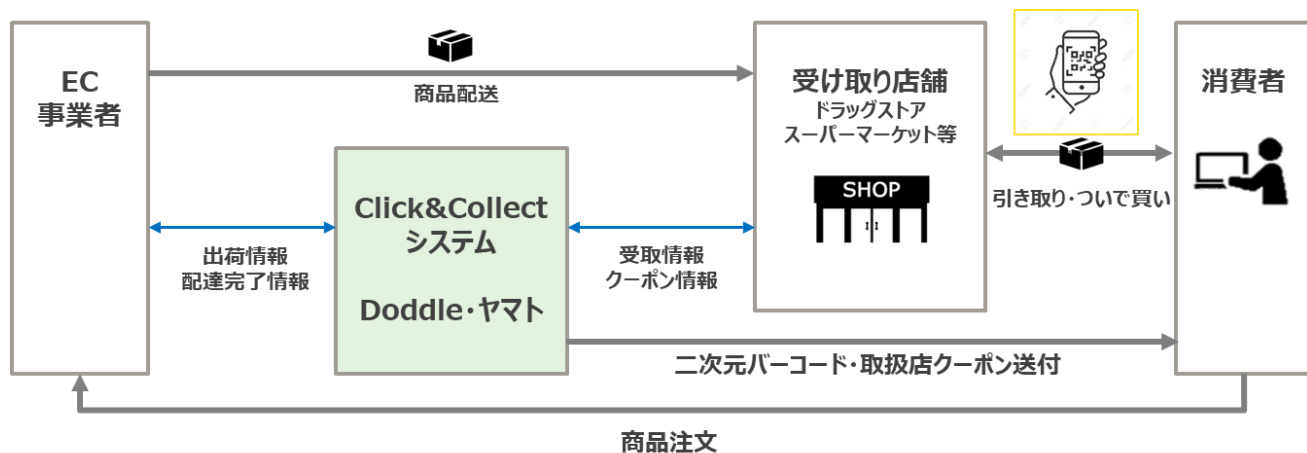 EC
事業者
商品配送
受け取り店舗
ドラッグストア
スーパーマーケット等
SHOP
消費者
引き取り・ついで買い
Click&Collect
システム
Doddle・ヤマト
出荷情報
配達完了情報
受取情報
クーポン情報
二次元バーコード・取扱店クーポン送付
商品注文